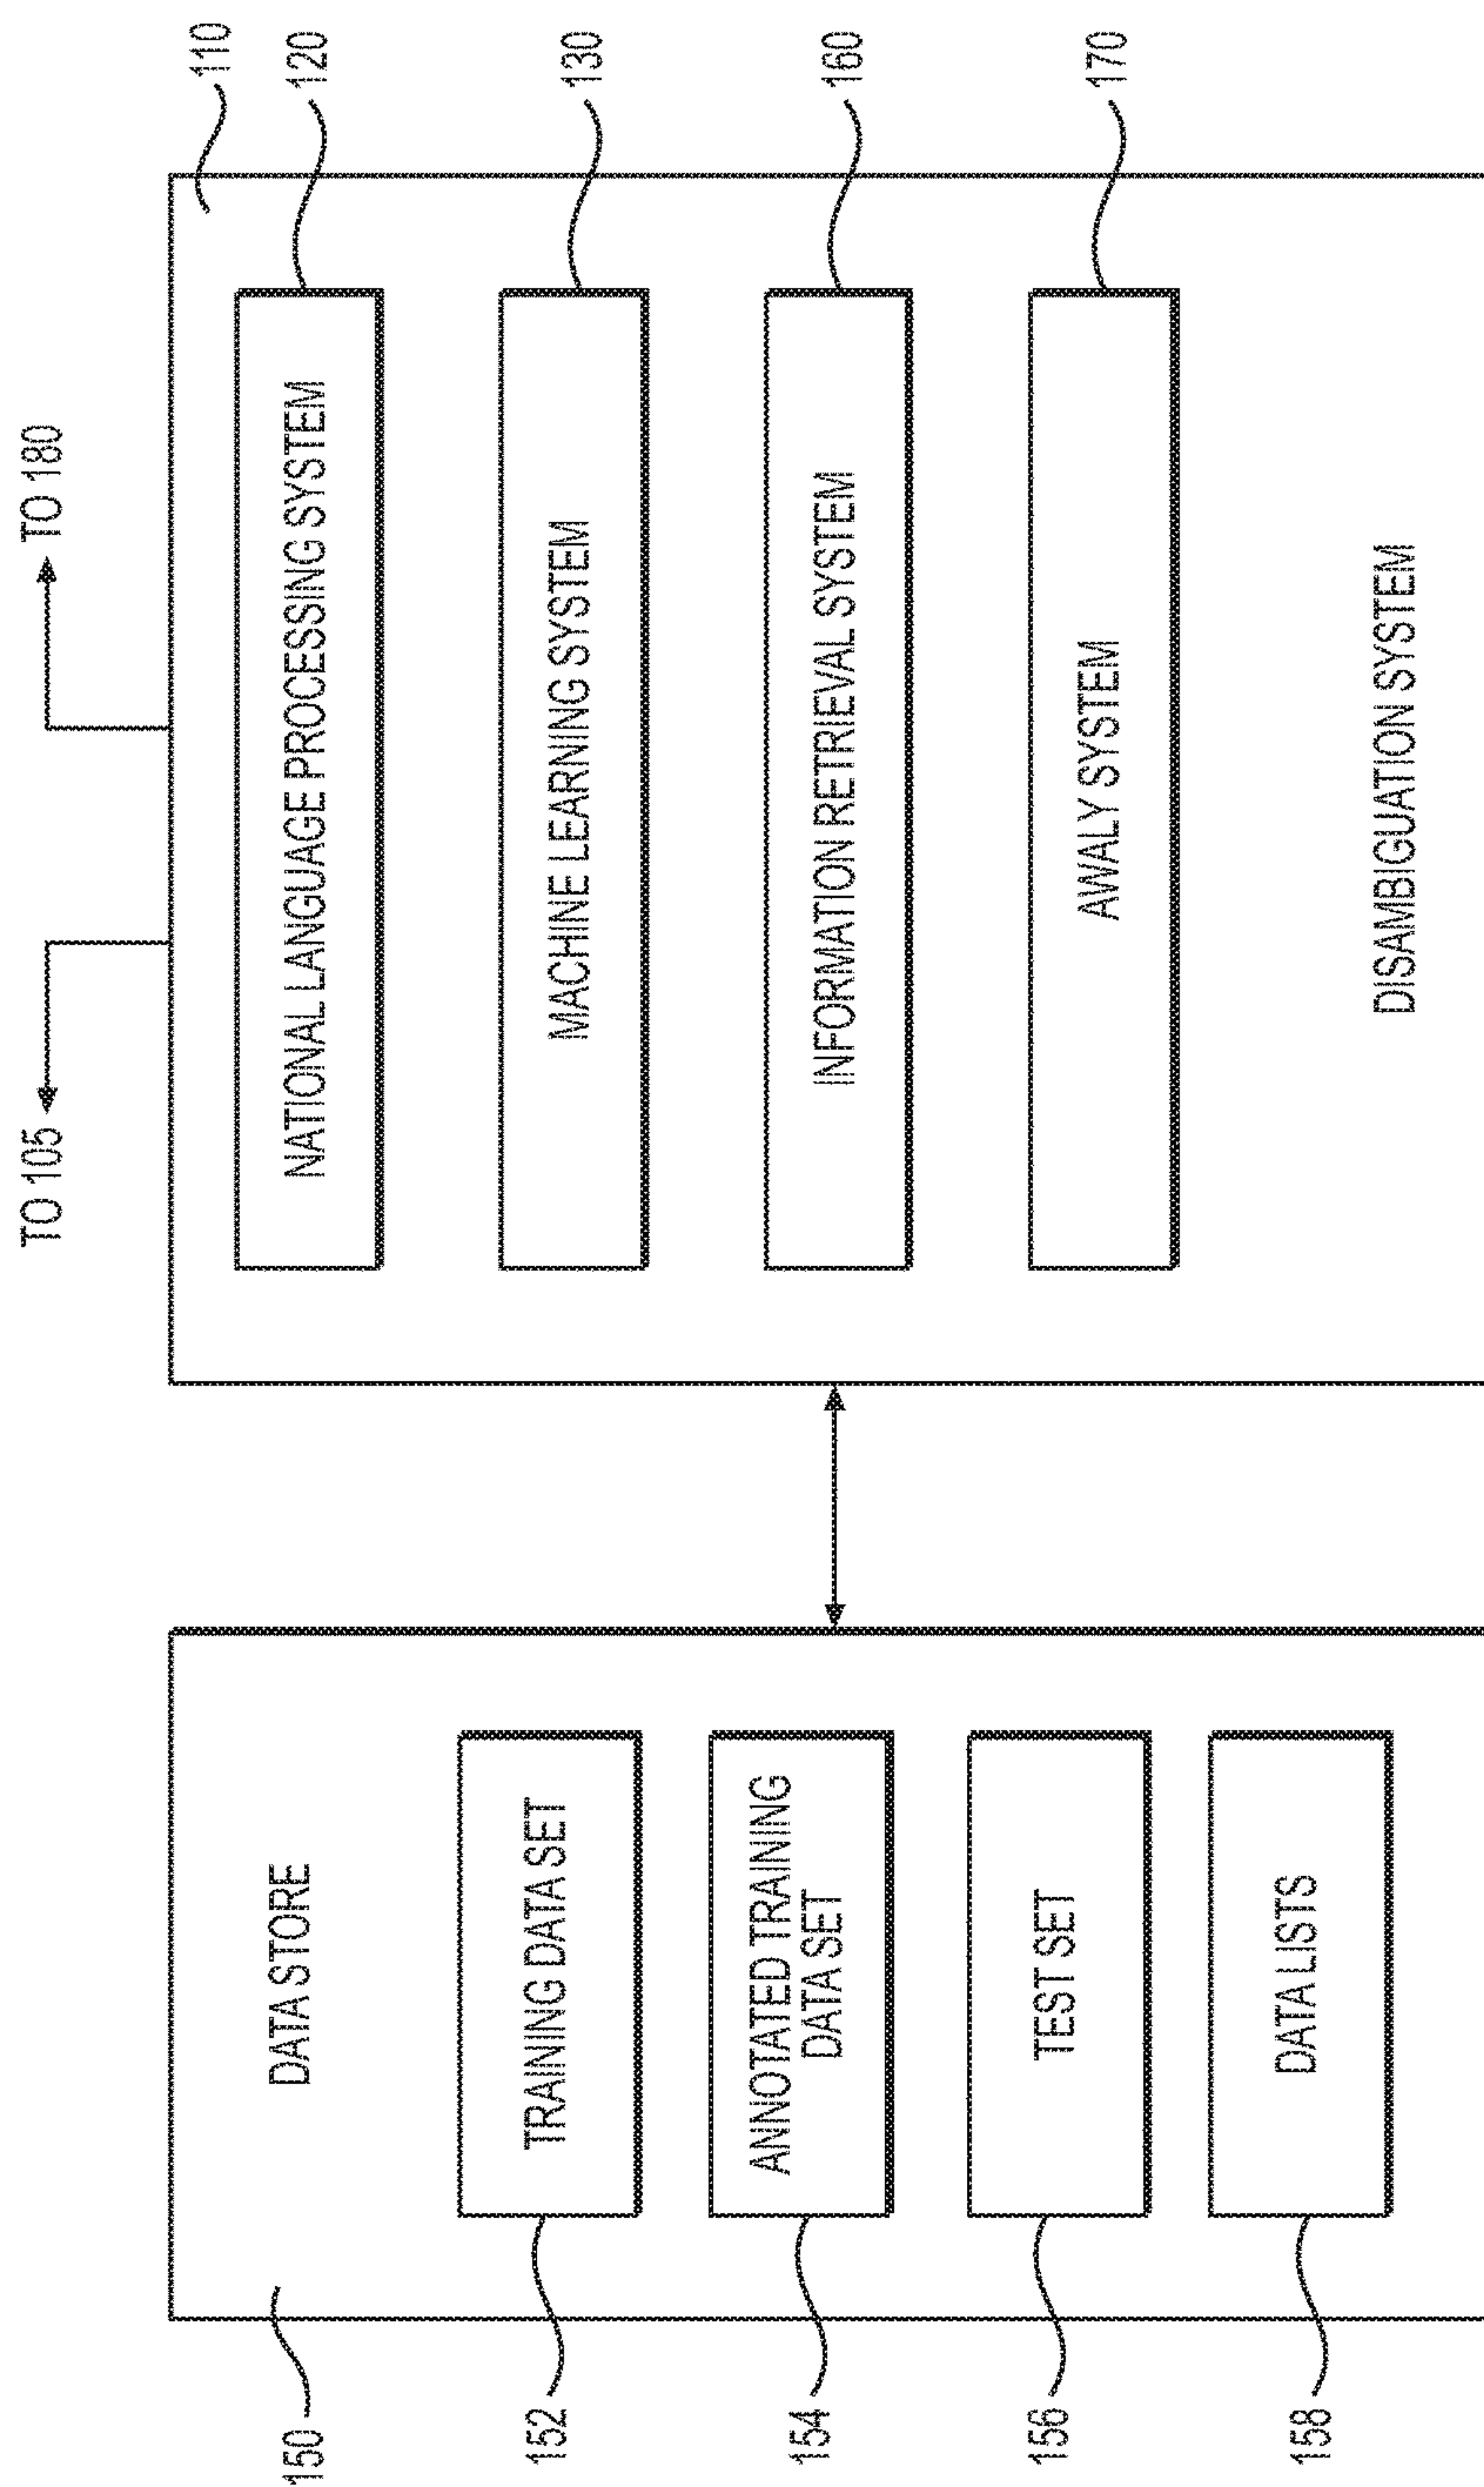 TO 105
TO 180
110
NATIONAL LANGUAGE PROCESSING SYSTEM
120
MACHINE LEARNING SYSTEM
130
INFORMATION RETRIEVAL SYSTEM
160
AWALY SYSTEM
170
DISAMBIGUATION SYSTEM
150
DATA STORE
152
TRAINING DATA SET
154
ANNOTATED TRAINING
DATA SET
156
TEST SET
158
DATA LISTS